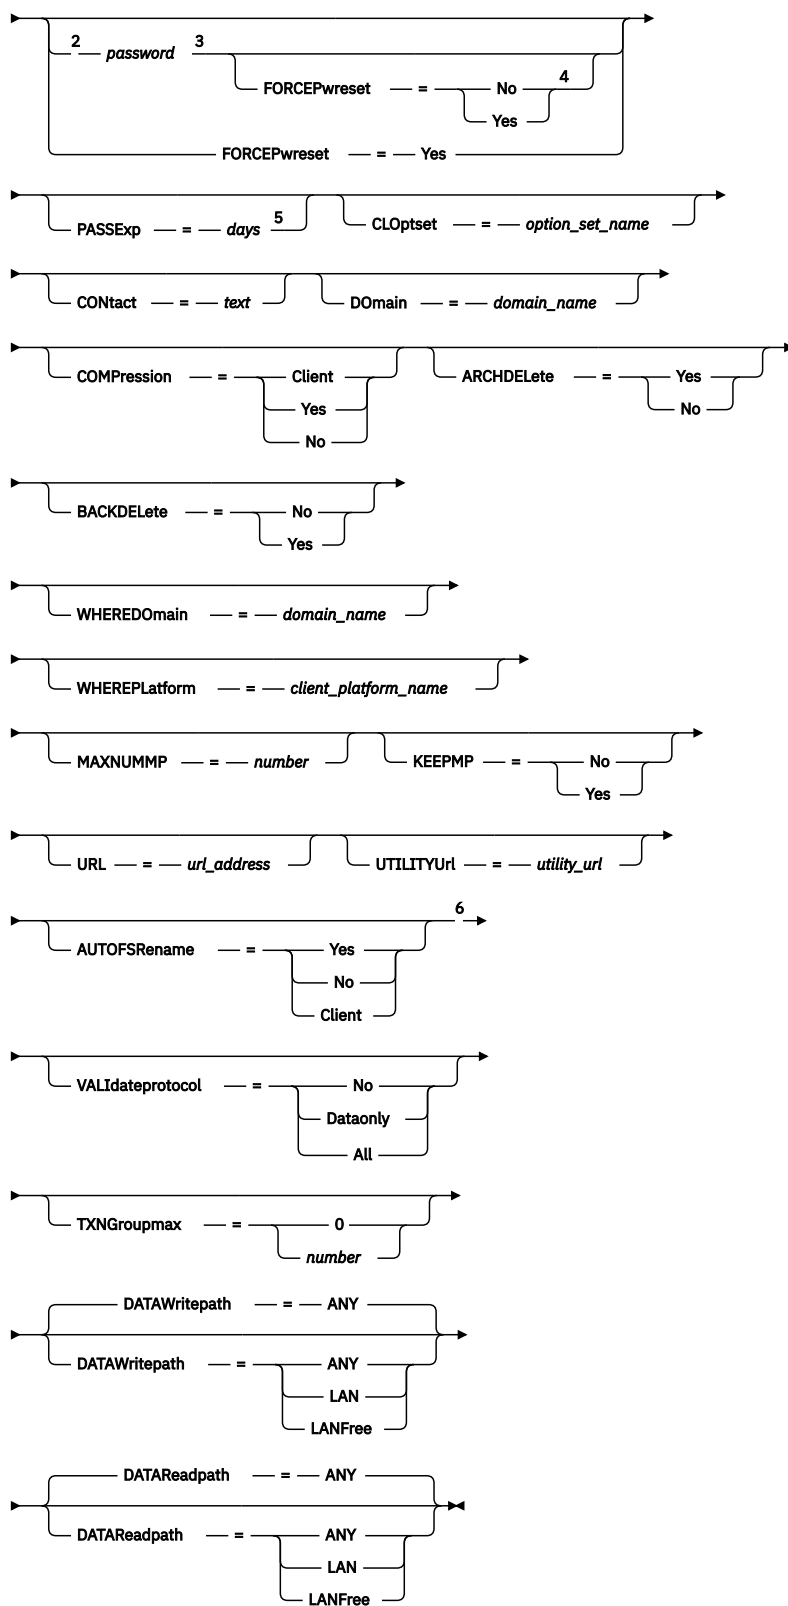 2 password 3
FORCEPwreset = No 4
Yes
FORCEPwreset = Yes
PASSExp = days 5 CLOptset = option_set_name
CONtact = text DOmain = domain_name
COMPression = Client ARCHDELete = Yes
Yes No
No
BACKDELete = No
Yes
WHEREDOmain = domain_name
WHEREPLatform = client_platform_name
MAXNUMMP = number KEEPMP = No
Yes
URL = url_address UTILITYUrl = utility_url
6
AUTOFSRename = Yes
No
Client
VALIdateprotocol = No
Dataonly
All
TXNGroupmax = 0
number
DATAWritepath = ANY
DATAWritepath = ANY
LAN
LANFree
DATAReadpath = ANY
DATAReadpath = ANY
LAN
LANFree